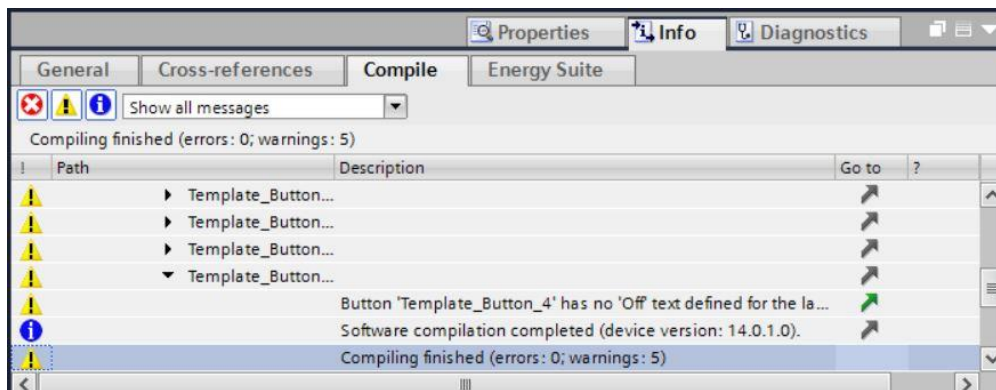 Properties Info Diagnostics
General Cross-references Compile Energy Suite
Show all messages
Compiling finished (errors: 0; warnings: 5)
! Path Description Go to ?
Template_Button...
Template_Button...
Template_Button...
Template_Button...
Button 'Template_Button_4' has no 'Off' text defined for the la...
Software compilation completed (device version: 14.0.1.0).
Compiling finished (errors: 0; warnings: 5)